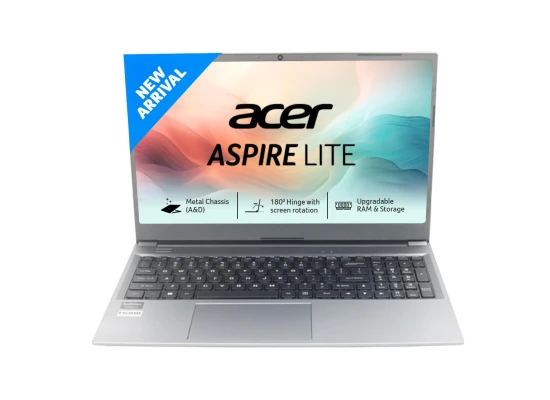 NEW
ARRIVAL
acer
ASPIRE LITE
Metal Chassis
(A&D)
180° Hinge with
screen rotation
Upgradable
RAM & Storage